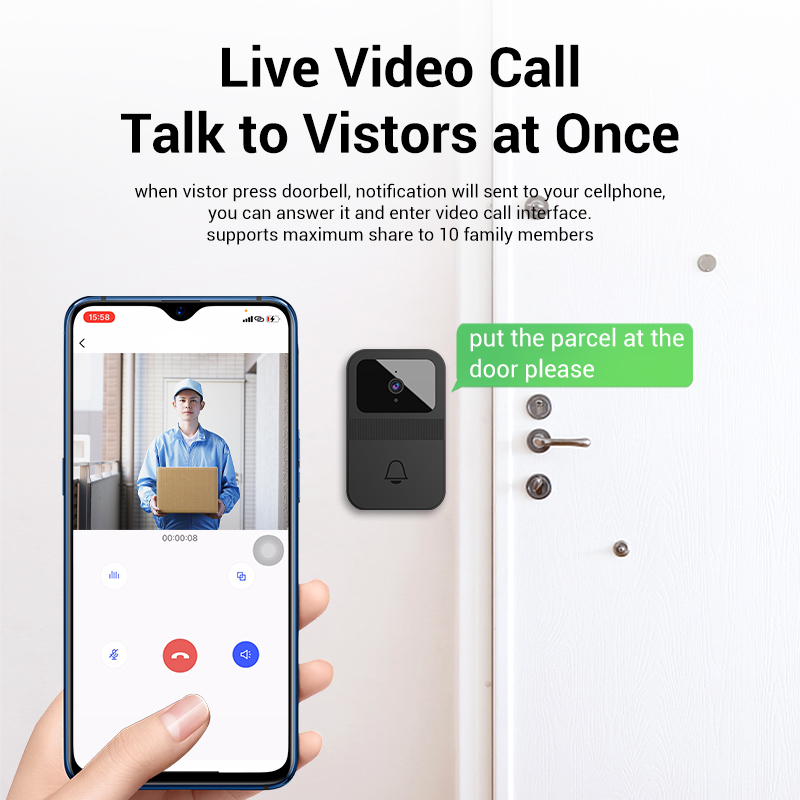 Live Video Call
Talk to Vistors at Once
when vistor press doorbell, notification will sent to your cellphone,
you can answer it and enter video call interface.
supports maximum share to 10 family members
15:58
put the parcel at the
door please
00:00:08